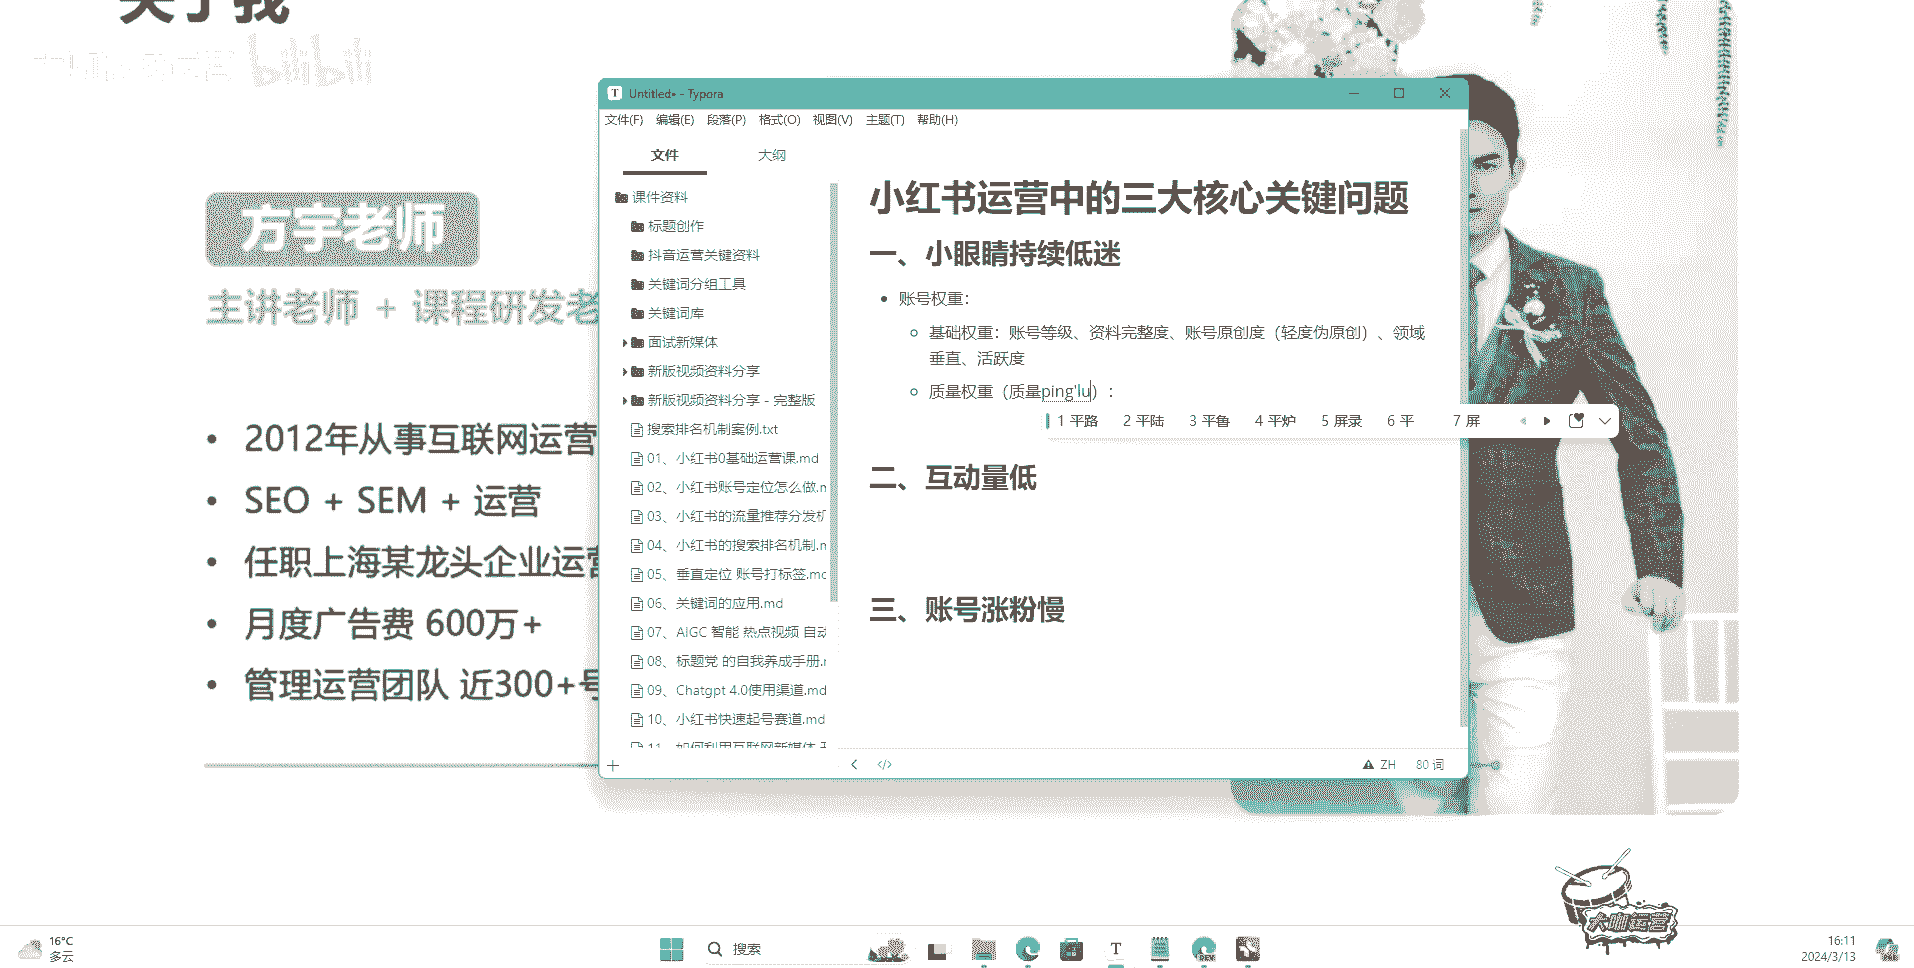 关于我
bilibili
方宇老师
主讲老师 + 课程研发老
• 2012年从事互联网运营
• SEO + SEM + 运营
• 任职上海某龙头企业运营
• 月度广告费 600万+
• 管理运营团队 近300+号
Untitled• - Typora
文件(F) 编辑(E) 段落(P) 格式(O) 视图(V) 主题(T) 帮助(H)
文件 大纲
课件资料
标题创作
抖音运营关键资料
关键词分组工具
关键词库
面试新媒体
新版视频资料分享
新版视频资料分享 - 完整版
搜索排名机制案例.txt
01、小红书0基础运营课.md
02、小红书账号定位怎么做.m
03、小红书的流量推荐分发机
04、小红书的搜索排名机制.m
05、垂直定位 账号打标签.md
06、关键词的应用.md
07、AIGC 智能 热点视频 自动
08、标题党 的自我养成手册.m
09、Chatgpt 4.0使用渠道.md
10、小红书快速起号赛道.md
11、如何利用互联网新媒体
小红书运营中的三大核心关键问题
一、小眼睛持续低迷
• 账号权重：
基础权重：账号等级、资料完整度、账号原创度（轻度伪原创）、领域
垂直、活跃度
质量权重（质量ping'lu）：
1 平路 2 平陆 3 平鲁 4 平炉 5 屏录 6 平 7 屏
二、互动量低
三、账号涨粉慢
ZH 80 词
大咖运营
16°C
多云
搜索
DEV
16:11
2024/3/13